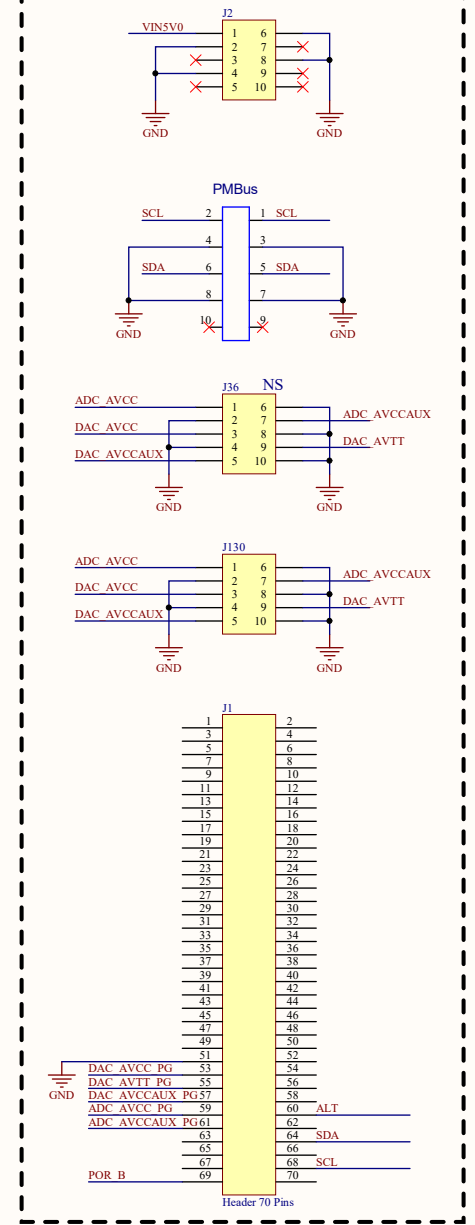 J2
VIN5V0 1 6
2 7
3 8
4 9
5 10
GND GND
PMBus
SCL 2 1 SCL
4 3
SDA 6 5 SDA
8 7
10 9
GND GND
J36 NS
ADC_AVCC 1 6
2 7 ADC_AVCCAUX
DAC_AVCC 3 8
4 9 DAC_AVTT
DAC_AVCCAUX 5 10
GND GND
J130
ADC_AVCC 1 6
2 7 ADC_AVCCAUX
DAC_AVCC 3 8
4 9 DAC_AVTT
DAC_AVCCAUX 5 10
GND GND
J1
1 2
3 4
5 6
7 8
9 10
11 12
13 14
15 16
17 18
19 20
21 22
23 24
25 26
27 28
29 30
31 32
33 34
35 36
37 38
39 40
41 42
43 44
45 46
47 48
49 50
51 52
DAC_AVCC_PG 53 54
DAC_AVTT_PG 55 56
GND DAC_AVCCAUX_PG 57 58
ADC_AVCC_PG 59 60 ALT
ADC_AVCCAUX_PG 61 62
63 64 SDA
65 66
67 68 SCL
POR_B 69 70
Header 70 Pins